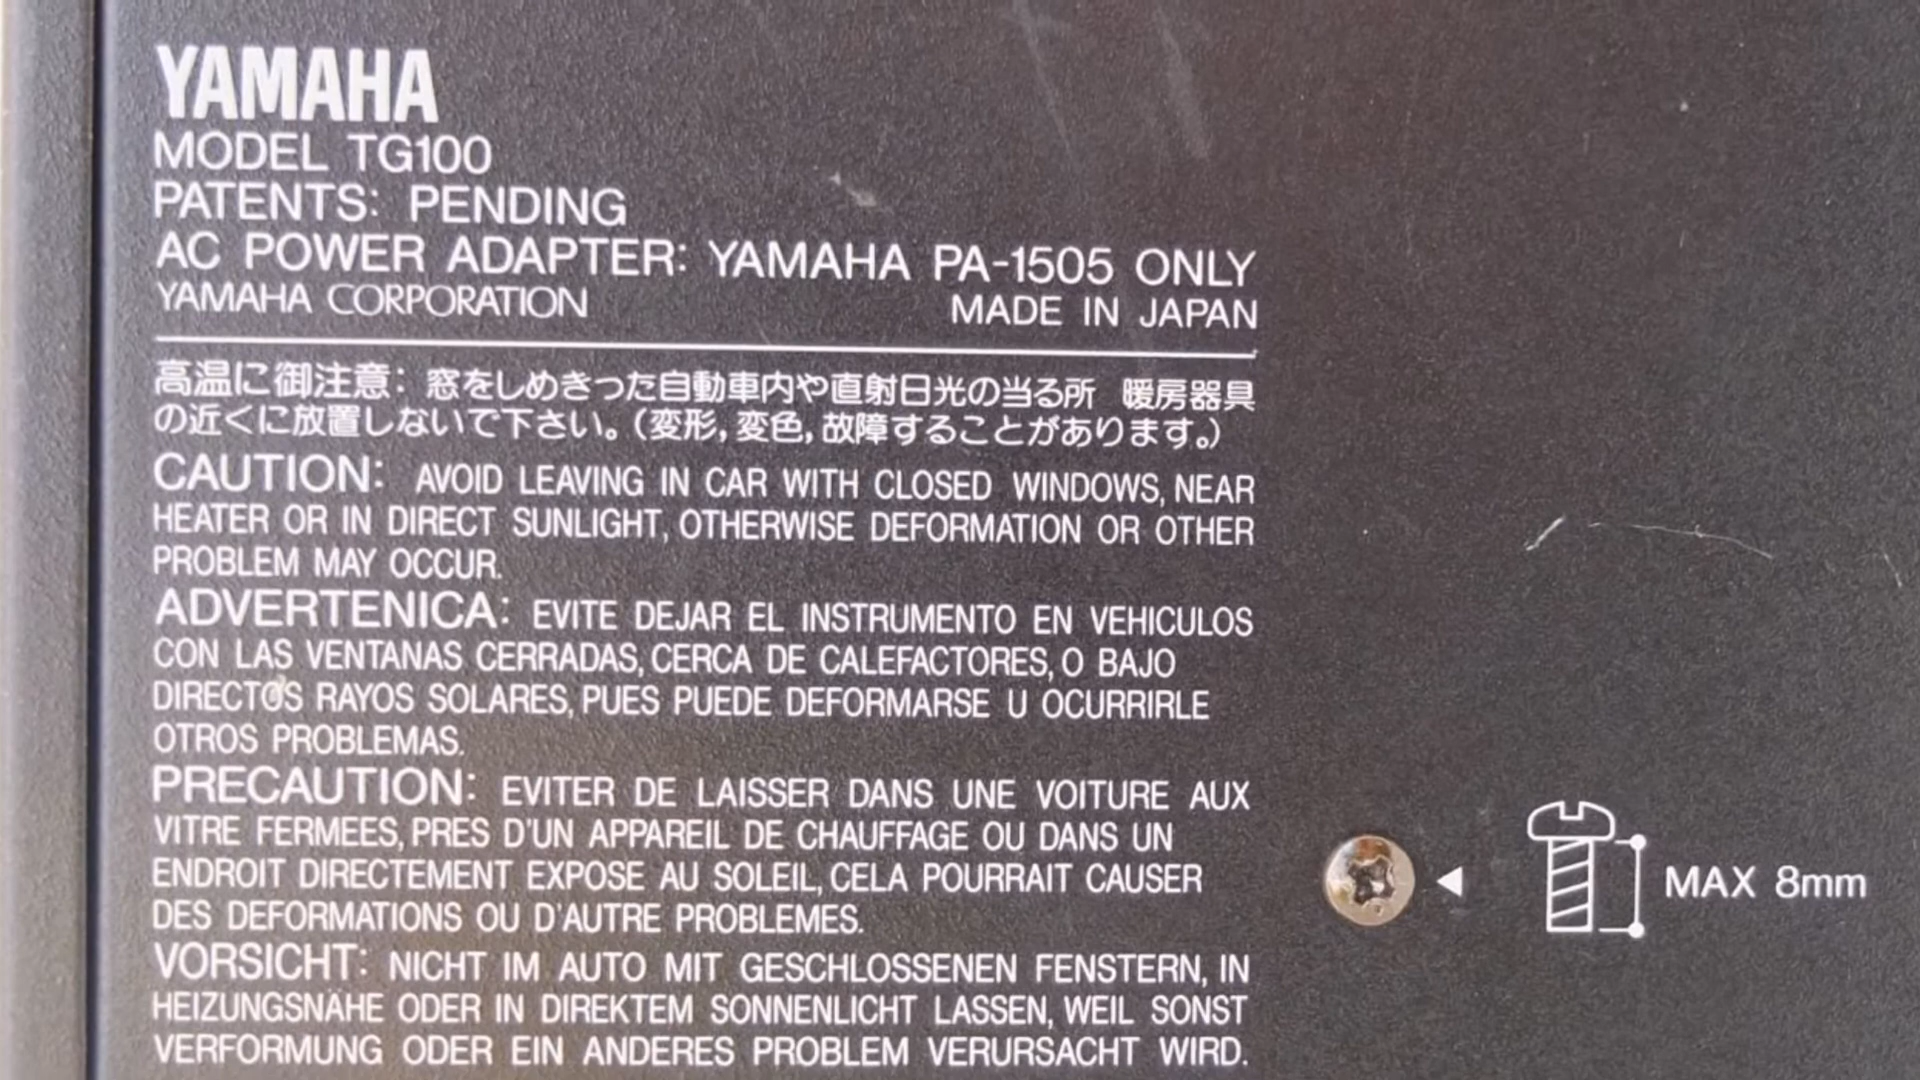 YAMAHA
MODEL TG100
PATENTS: PENDING
AC POWER ADAPTER: YAMAHA PA-1505 ONLY
YAMAHA CORPORATION MADE IN JAPAN
高温に御注意: 窓をしめきった自動車内や直射日光の当る所 暖房器具
の近くに放置しないで下さい。(変形,変色,故障することがあります。)
CAUTION: AVOID LEAVING IN CAR WITH CLOSED WINDOWS, NEAR
HEATER OR IN DIRECT SUNLIGHT, OTHERWISE DEFORMATION OR OTHER
PROBLEM MAY OCCUR.
ADVERTENICA: EVITE DEJAR EL INSTRUMENTO EN VEHICULOS
CON LAS VENTANAS CERRADAS, CERCA DE CALEFACTORES, O BAJO
DIRECTOS RAYOS SOLARES, PUES PUEDE DEFORMARSE U OCURRIRLE
OTROS PROBLEMAS.
PRECAUTION: EVITER DE LAISSER DANS UNE VOITURE AUX
VITRE FERMEES, PRES D'UN APPAREIL DE CHAUFFAGE OU DANS UN
ENDROIT DIRECTEMENT EXPOSE AU SOLEIL, CELA POURRAIT CAUSER
DES DEFORMATIONS OU D'AUTRE PROBLEMES.
VORSICHT: NICHT IM AUTO MIT GESCHLOSSENEN FENSTERN, IN
HEIZUNGSNÄHE ODER IN DIREKTEM SONNENLICHT LASSEN, WEIL SONST
VERFORMUNG ODER EIN ANDERES PROBLEM VERURSACHT WIRD.
MAX 8mm